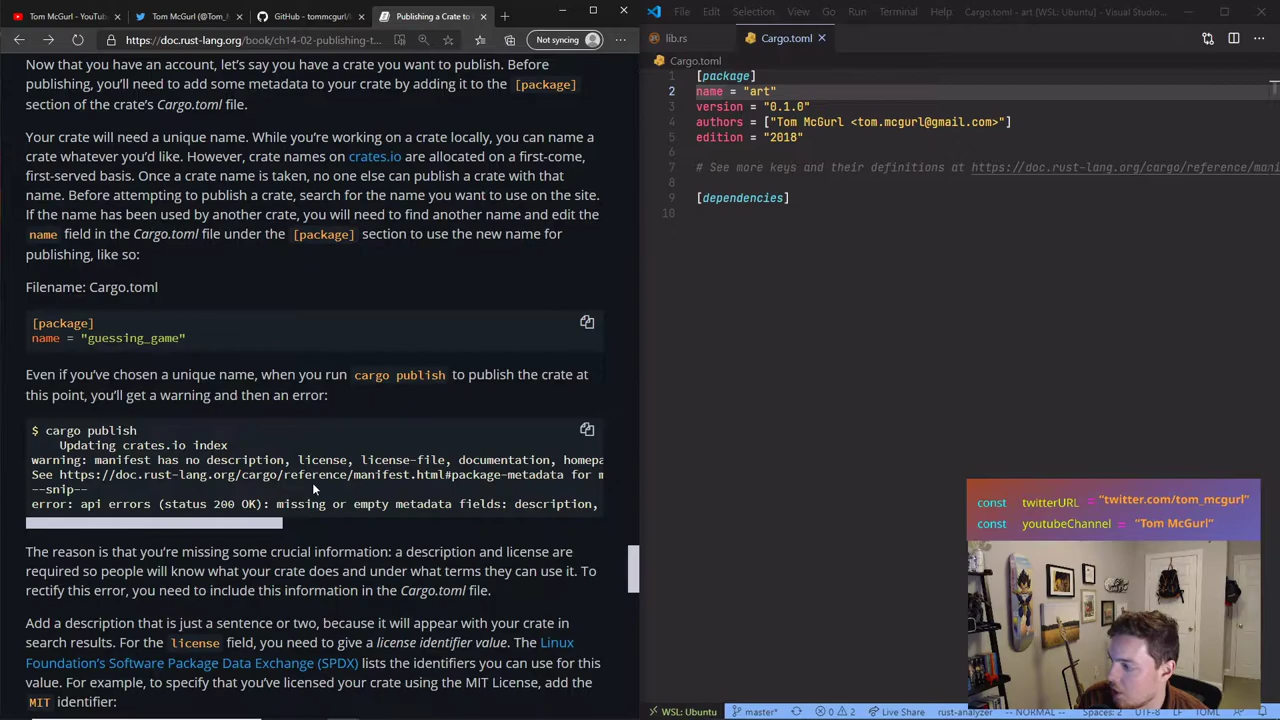 Tom McGurl - YouTu
Tom McGurl (@Tom_
GitHub - tommcgurl/
Publishing a Crate to
https://doc.rust-lang.org/book/ch14-02-publishing-t...
Not syncing
Now that you have an account, let's say you have a crate you want to publish. Before
publishing, you'll need to add some metadata to your crate by adding it to the [package]
section of the crate's Cargo.toml file.
Your crate will need a unique name. While you're working on a crate locally, you can name a
crate whatever you'd like. However, crate names on crates.io are allocated on a first-come,
first-served basis. Once a crate name is taken, no one else can publish a crate with that
name. Before attempting to publish a crate, search for the name you want to use on the site.
If the name has been used by another crate, you will need to find another name and edit the
name field in the Cargo.toml file under the [package] section to use the new name for
publishing, like so:
Filename: Cargo.toml
[package]
name = "guessing_game"
Even if you've chosen a unique name, when you run cargo publish to publish the crate at
this point, you'll get a warning and then an error:
$ cargo publish
Updating crates.io index
warning: manifest has no description, license, license-file, documentation, homepa
See https://doc.rust-lang.org/cargo/reference/manifest.html#package-metadata for m
--snip--
error: api errors (status 200 OK): missing or empty metadata fields: description,
The reason is that you're missing some crucial information: a description and license are
required so people will know what your crate does and under what terms they can use it. To
rectify this error, you need to include this information in the Cargo.toml file.
Add a description that is just a sentence or two, because it will appear with your crate in
search results. For the license field, you need to give a license identifier value. The Linux
Foundation's Software Package Data Exchange (SPDX) lists the identifiers you can use for this
value. For example, to specify that you've licensed your crate using the MIT License, add the
MIT identifier:
File Edit Selection View Go Run Terminal Help
Cargo.toml - art [WSL: Ubuntu] - Visual Studio...
lib.rs
Cargo.toml
Cargo.toml
1 [package]
2 name = "art"
3 version = "0.1.0"
4 authors = ["Tom McGurl <tom.mcgurl@gmail.com>"]
5 edition = "2018"
6
7 # See more keys and their definitions at https://doc.rust-lang.org/cargo/reference/mani
8
9 [dependencies]
10
const twitterURL = "twitter.com/tom_mcgurl"
const youtubeChannel = "Tom McGurl"
WSL: Ubuntu
master*
0 2
Live Share
rust-analyzer
-- NORMAL --
Spaces: 2
UTF-8
LF
TOML